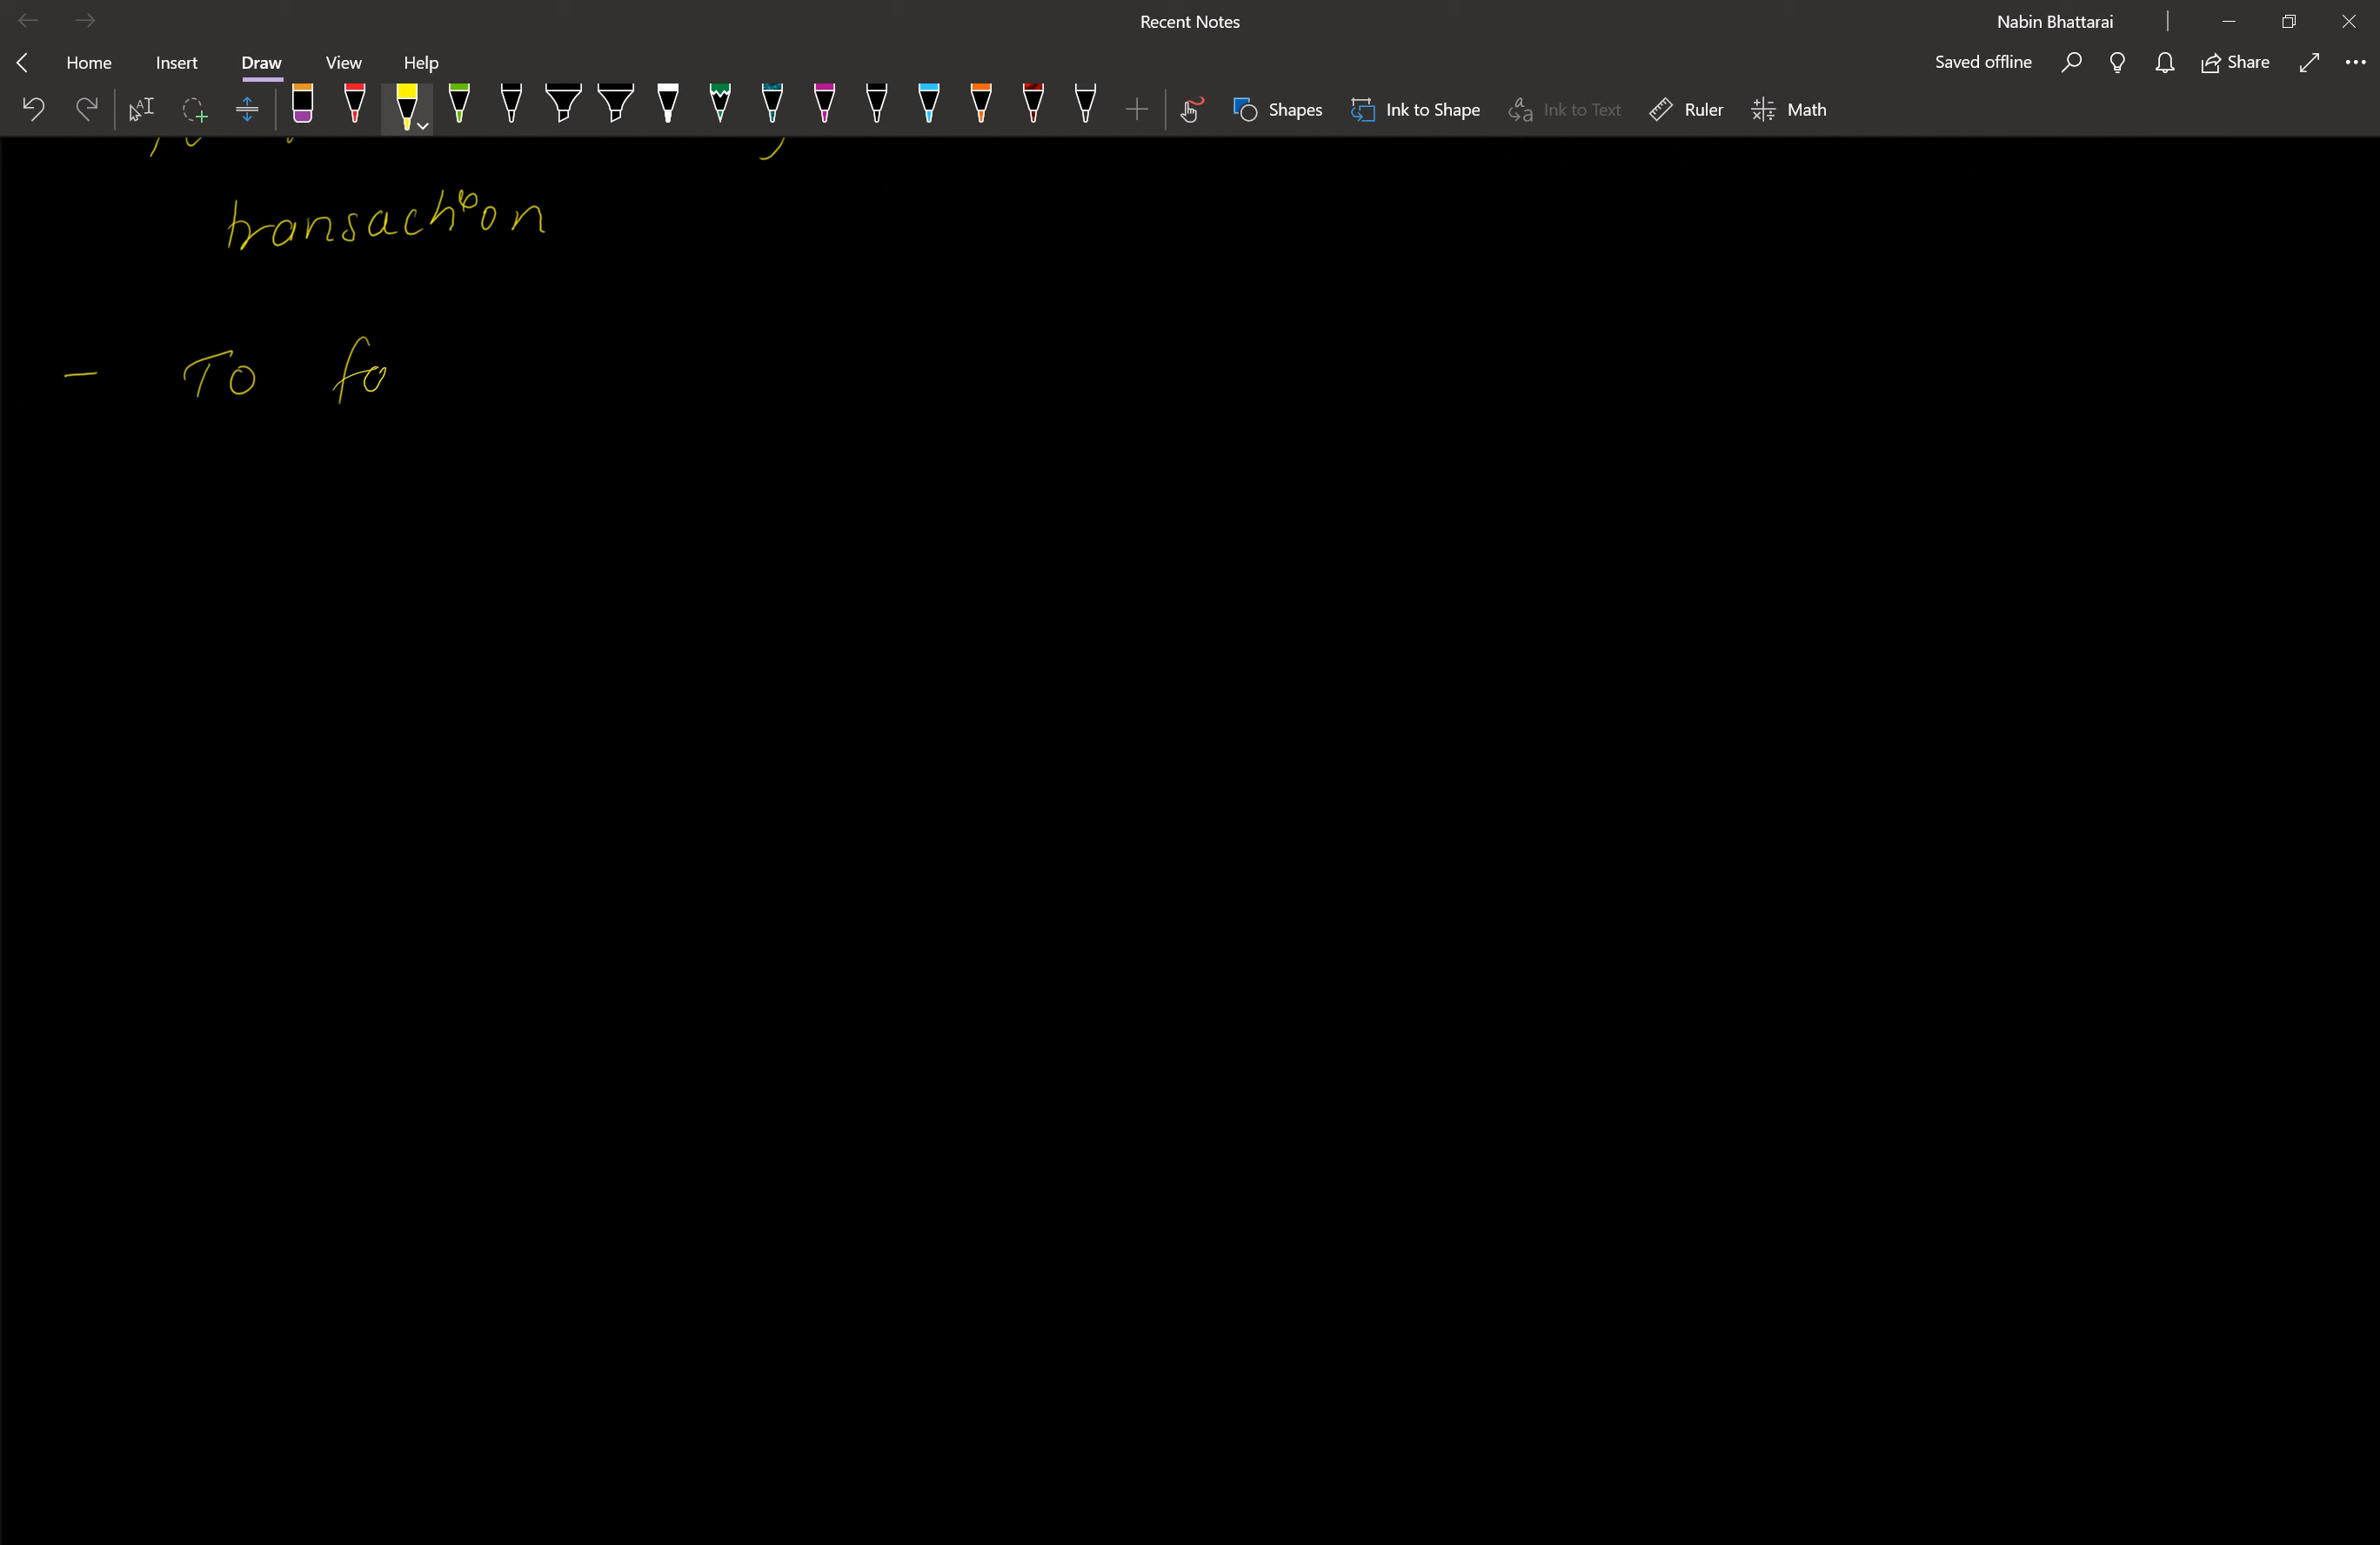 Recent Notes
Nabin Bhattarai
Home Insert Draw View Help
Saved offline
Share
Shapes
Ink to Shape
Ink to Text
Ruler
Math
transaction
- To fo